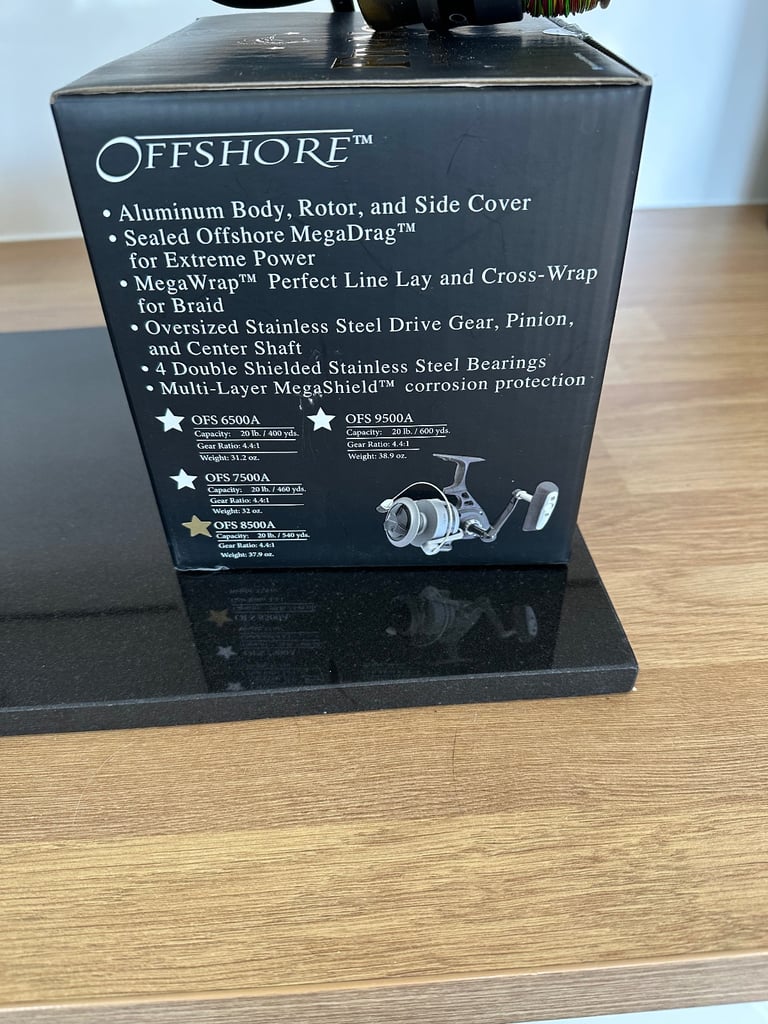 OFFSHORE™
• Aluminum Body, Rotor, and Side Cover
• Sealed Offshore MegaDrag™
for Extreme Power
• MegaWrap™ Perfect Line Lay and Cross-Wrap
for Braid
• Oversized Stainless Steel Drive Gear, Pinion,
and Center Shaft
• 4 Double Shielded Stainless Steel Bearings
• Multi-Layer MegaShield™ corrosion protection
OFS 6500A
Capacity: 20 lb. / 400 yds.
Gear Ratio: 4.4:1
Weight: 31.2 oz.
OFS 7500A
Capacity: 20 lb. / 460 yds.
Gear Ratio: 4.4:1
Weight: 32 oz.
OFS 8500A
Capacity: 20 lb. / 540 yds.
Gear Ratio: 4.4:1
Weight: 37.9 oz.
OFS 9500A
Capacity: 20 lb. / 600 yds.
Gear Ratio: 4.4:1
Weight: 38.9 oz.